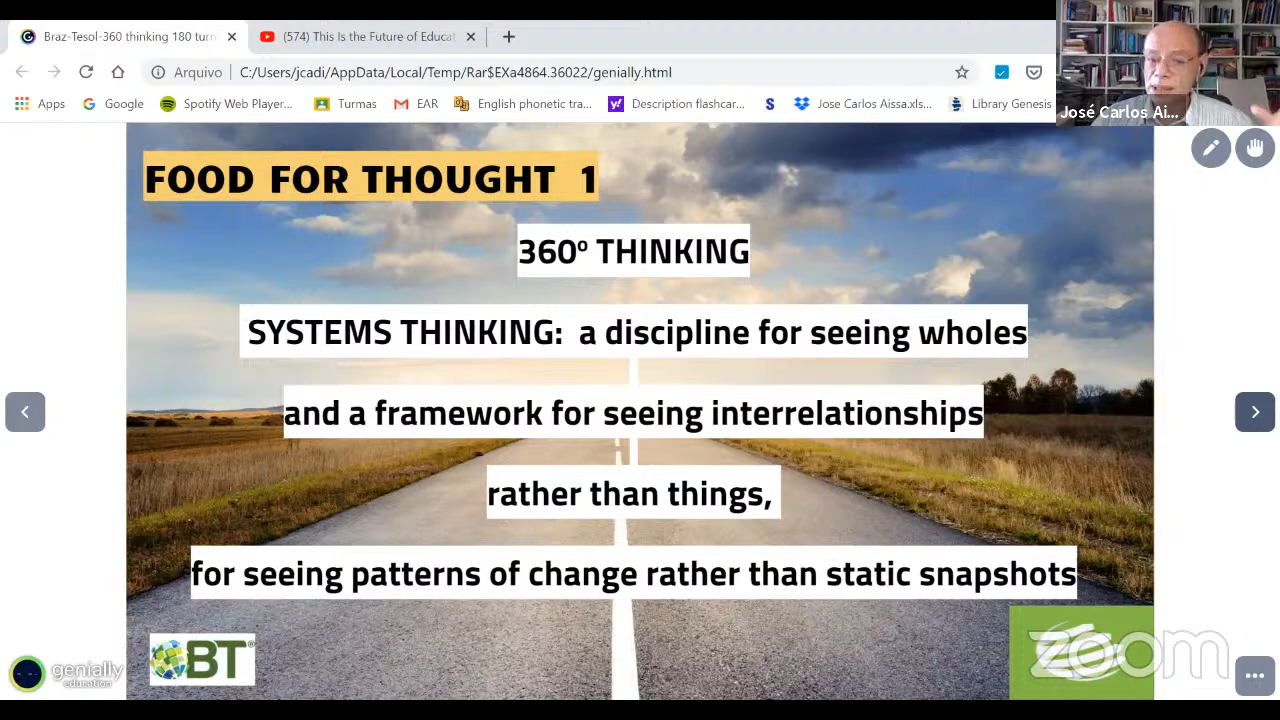 Braz-Tesol-360 thinking 180 turn
(574) This Is the Future of Educat
Arquivo
C:/Users/jcadi/AppData/Local/Temp/Rar$EXa4864.36022/genially.html
Apps
Google
Spotify Web Player...
Turmas
EAR
English phonetic tra...
Description flashcar...
Jose Carlos Aissa.xls...
Library Genesis
José Carlos Ai...
FOOD FOR THOUGHT 1
360º THINKING
SYSTEMS THINKING: a discipline for seeing wholes
and a framework for seeing interrelationships
rather than things,
for seeing patterns of change rather than static snapshots
BT
genially
education
zoom